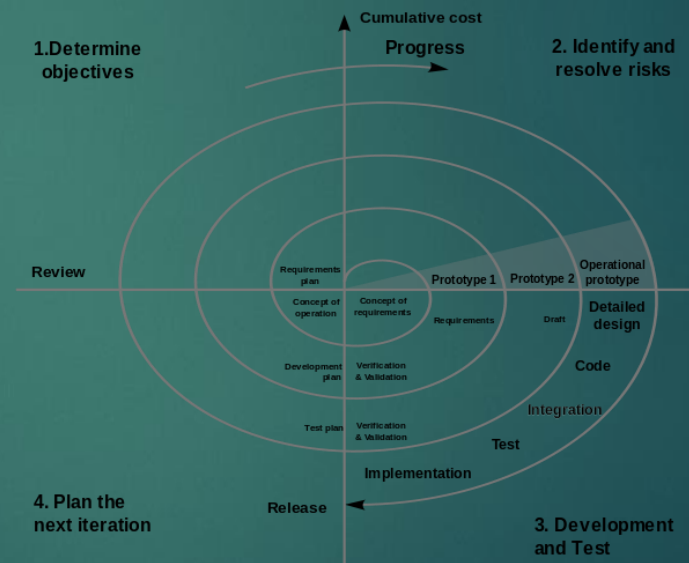 Cumulative cost
Progress
1.Determine
objectives
2. Identify and
resolve risks
Review
Requirements
plan
Prototype 1
Prototype 2
Operational
prototype
Concept of
operation
Concept of
requirements
Requirements
Draft
Detailed
design
Development
plan
Verification
& Validation
Code
Integration
Test plan
Verification
& Validation
Test
Implementation
Release
4. Plan the
next iteration
3. Development
and Test